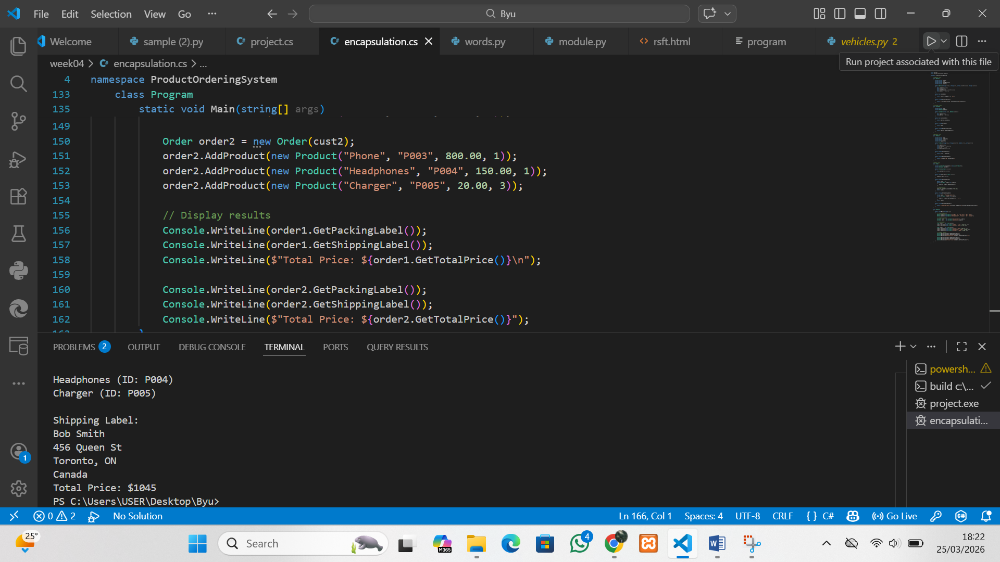 File Edit Selection View Go ··· Byu
Welcome sample (2).py project.cs encapsulation.cs words.py module.py rsft.html program vehicles.py 2
week04 > encapsulation.cs > ...
Run project associated with this file
4 namespace ProductOrderingSystem
133 class Program
135 static void Main(string[] args)
149
150 Order order2 = new Order(cust2);
151 order2.AddProduct(new Product("Phone", "P003", 800.00, 1));
152 order2.AddProduct(new Product("Headphones", "P004", 150.00, 1));
153 order2.AddProduct(new Product("Charger", "P005", 20.00, 3));
154
155 // Display results
156 Console.WriteLine(order1.GetPackingLabel());
157 Console.WriteLine(order1.GetShippingLabel());
158 Console.WriteLine($"Total Price: ${order1.GetTotalPrice()}\n");
159
160 Console.WriteLine(order2.GetPackingLabel());
161 Console.WriteLine(order2.GetShippingLabel());
162 Console.WriteLine($"Total Price: ${order2.GetTotalPrice()}");
PROBLEMS 2 OUTPUT DEBUG CONSOLE TERMINAL PORTS QUERY RESULTS
Headphones (ID: P004)
Charger (ID: P005)
Shipping Label:
Bob Smith
456 Queen St
Toronto, ON
Canada
Total Price: $1045
PS C:\Users\USER\Desktop\Byu>
powersh...
build c:\...
project.exe
encapsulati...
1
0 2 No Solution Ln 166, Col 1 Spaces: 4 UTF-8 CRLF { } C# Go Live
25° Search M365 4 18:22
25/03/2026